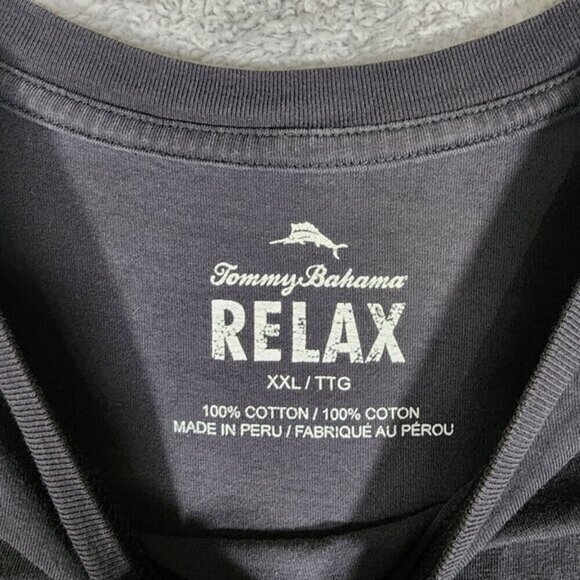 Tommy Bahama
RELAX
XXL / TTG
100% COTTON / 100% COTON
MADE IN PERU / FABRIQUÉ AU PÉROU